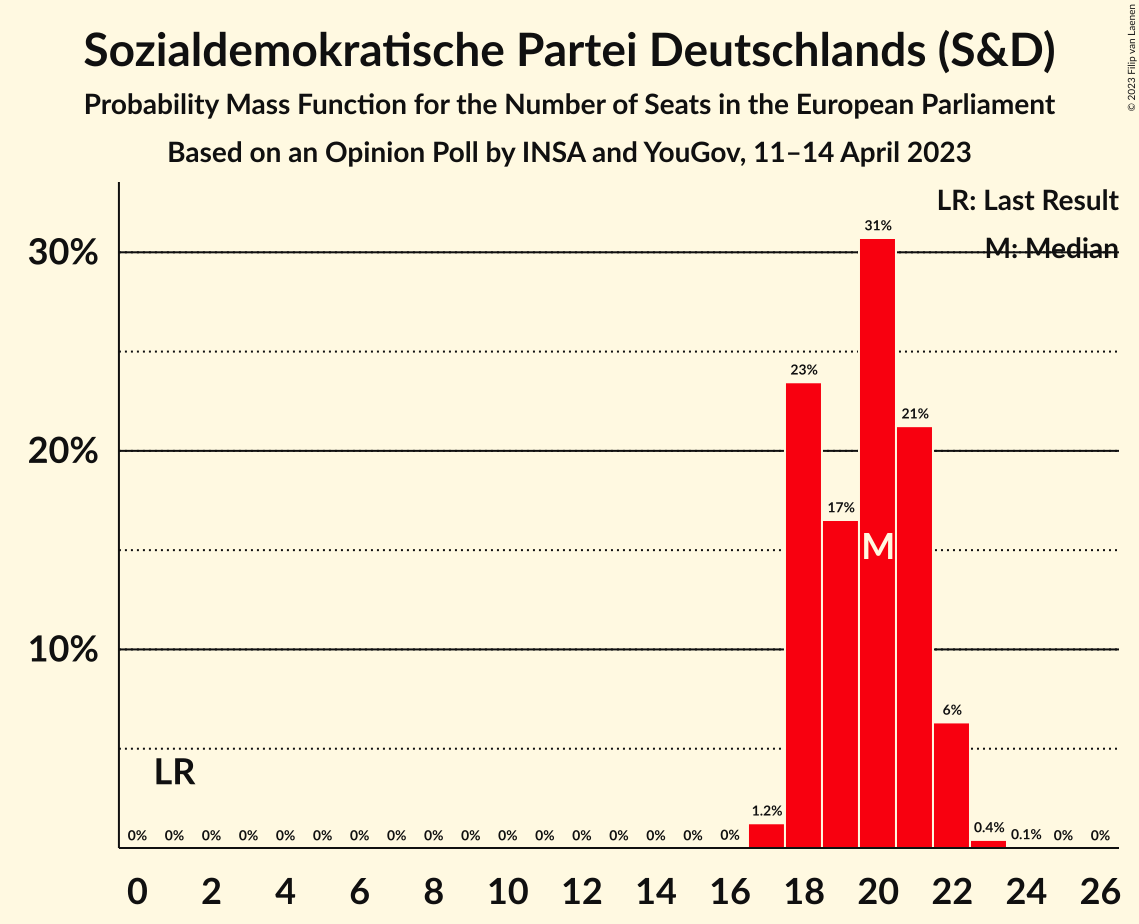 Sozialdemokratische Partei Deutschlands (S&D)
Probability Mass Function for the Number of Seats in the European Parliament
Based on an Opinion Poll by INSA and YouGov, 11–14 April 2023
© 2023 Filip van Laenen
LR: Last Result
M: Median
30%
20%
10%
31%
23%
21%
17%
M
6%
LR
0% 0% 0% 0% 0% 0% 0% 0% 0% 0% 0% 0% 0% 0% 0% 0% 0% 1.2% 0.4% 0.1% 0% 0%
0 2 4 6 8 10 12 14 16 18 20 22 24 26